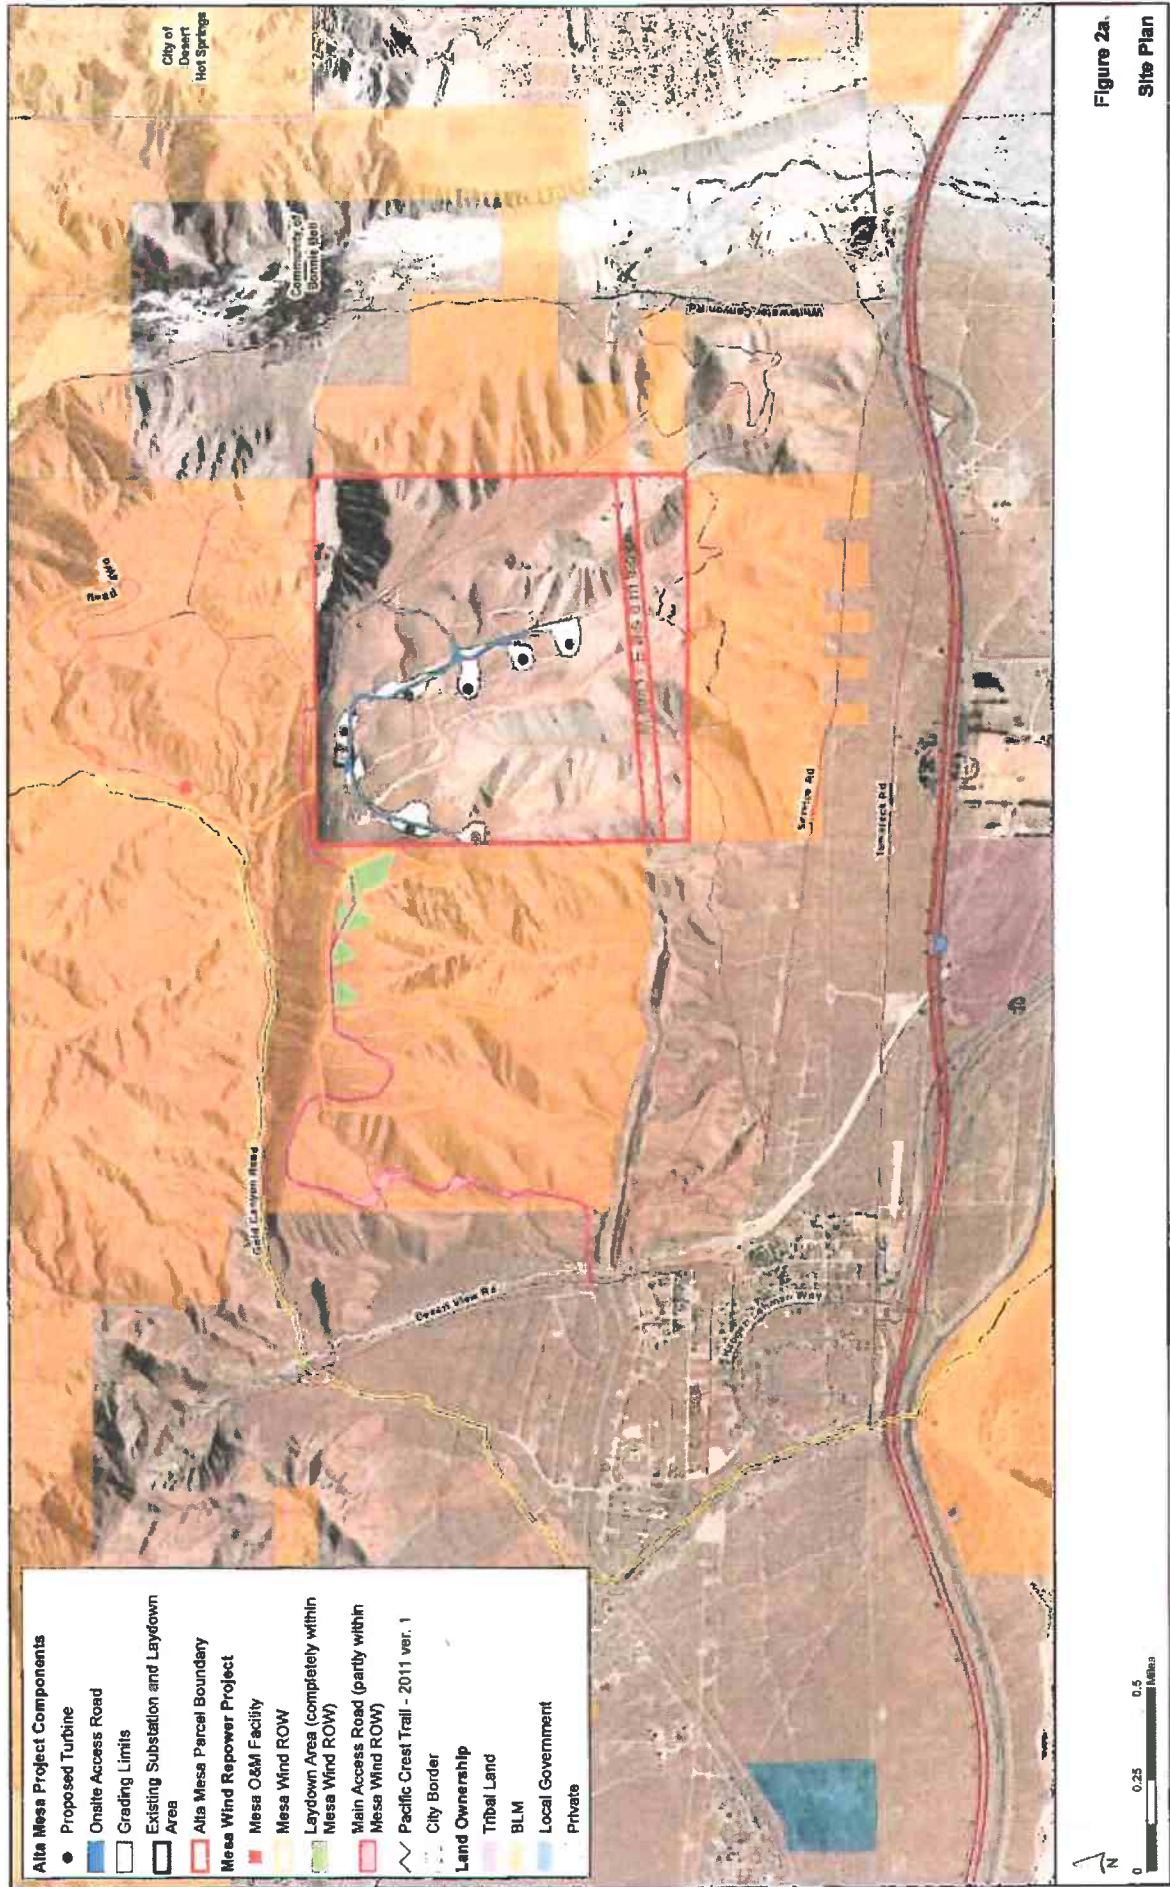 City of
Desert
Hot Springs
Community of
Bonnie Bell
Whitewater Canyon Rd
Road
Service Rd
Tamarack Rd
Gold Canyon Road
Desert View Rd
Way
Alta Mesa Project Components
Proposed Turbine
Onsite Access Road
Grading Limits
Existing Substation and Laydown
Area
Alta Mesa Parcel Boundary
Mesa Wind Repower Project
Mesa O&M Facility
Mesa Wind ROW
Laydown Area (completely within
Mesa Wind ROW)
Main Access Road (partly within
Mesa Wind ROW)
Pacific Crest Trail - 2011 ver. 1
City Border
Land Ownership
Tribal Land
BLM
Local Government
Private
N
0 0.25 0.5
Miles
Figure 2a.
Site Plan